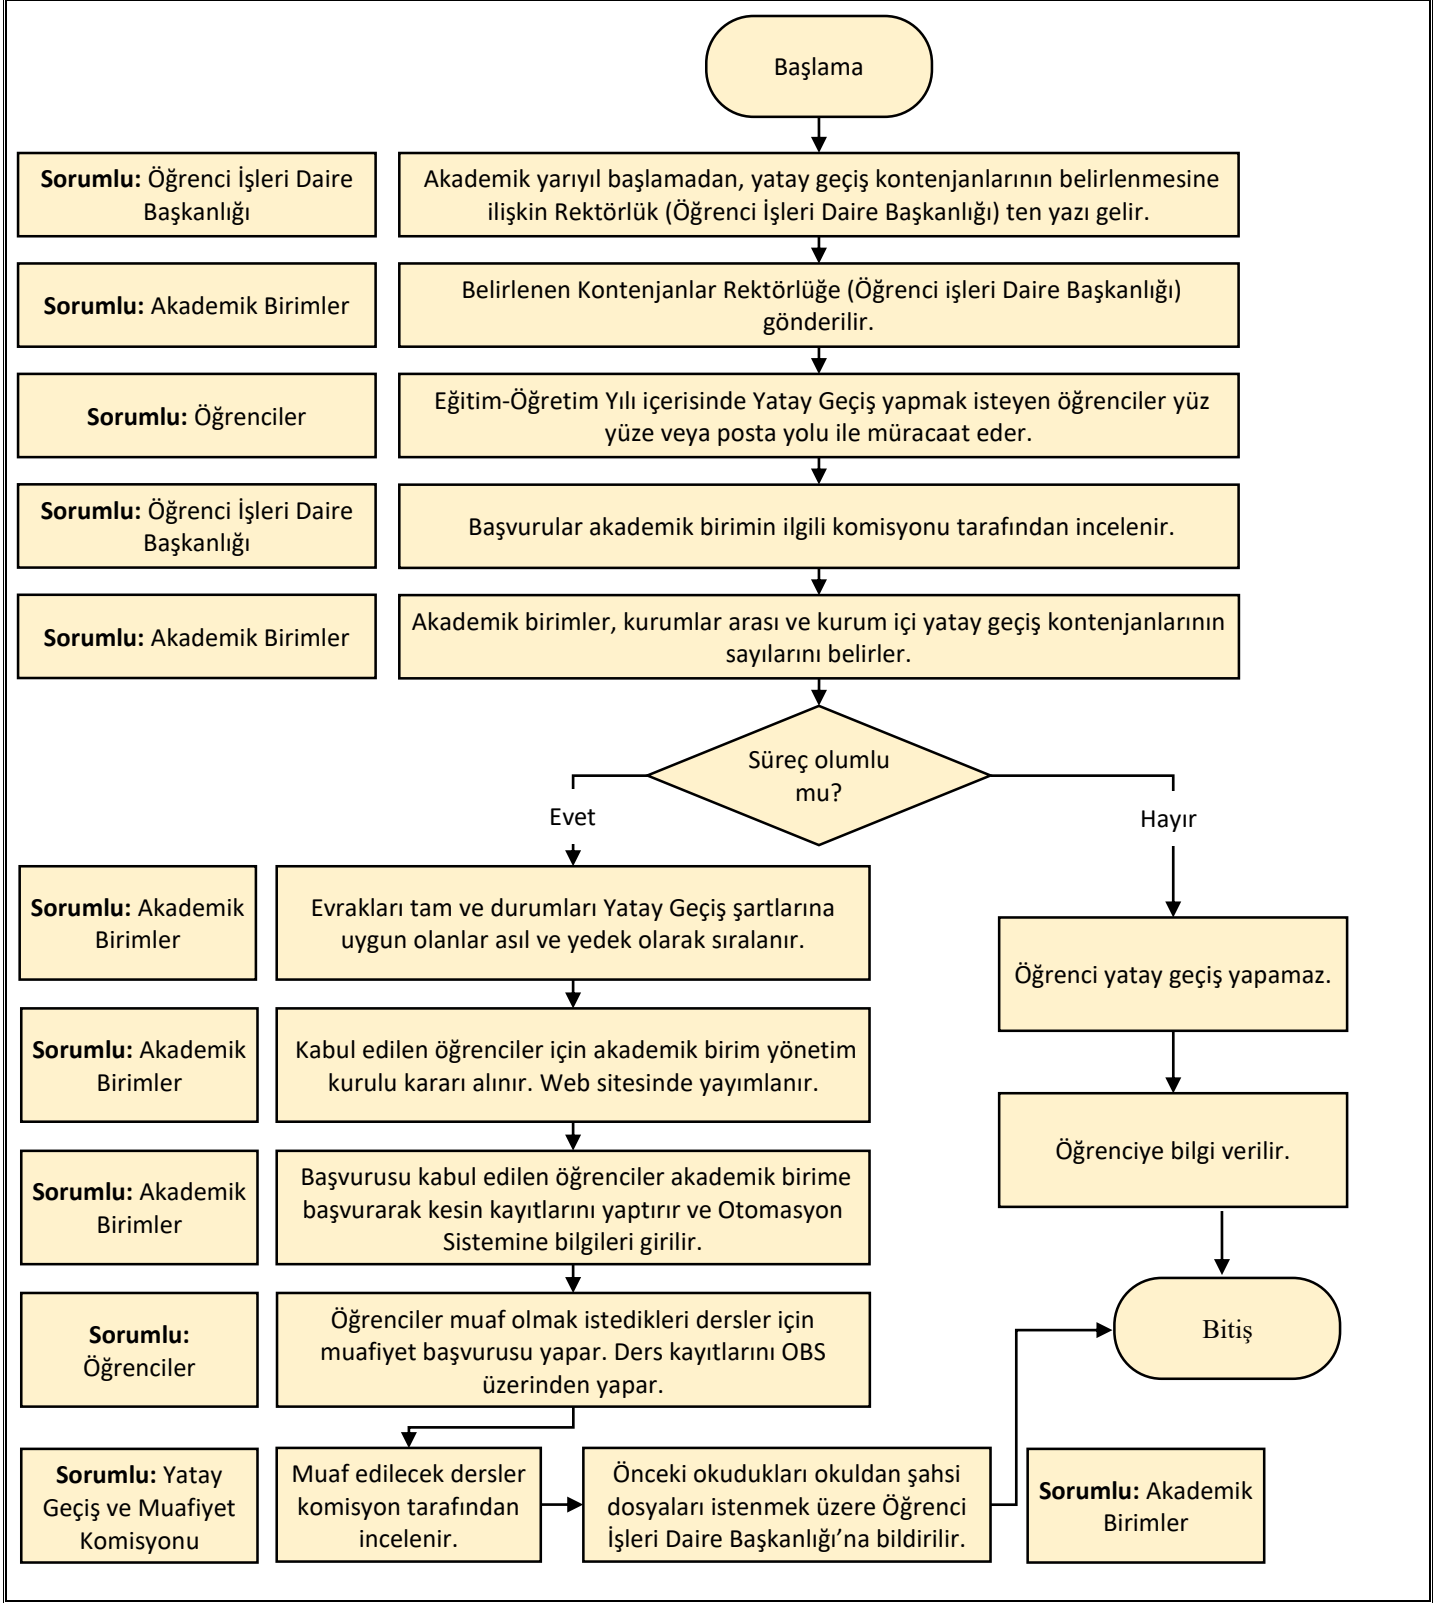 Başlama
Sorumlu: Öğrenci İşleri Daire
Başkanlığı
Akademik yarıyıl başlamadan, yatay geçiş kontenjanlarının belirlenmesine
ilişkin Rektörlük (Öğrenci İşleri Daire Başkanlığı) ten yazı gelir.
Sorumlu: Akademik Birimler
Belirlenen Kontenjanlar Rektörlüğe (Öğrenci işleri Daire Başkanlığı)
gönderilir.
Sorumlu: Öğrenciler
Eğitim-Öğretim Yılı içerisinde Yatay Geçiş yapmak isteyen öğrenciler yüz
yüze veya posta yolu ile müracaat eder.
Sorumlu: Öğrenci İşleri Daire
Başkanlığı
Başvurular akademik birimin ilgili komisyonu tarafından incelenir.
Sorumlu: Akademik Birimler
Akademik birimler, kurumlar arası ve kurum içi yatay geçiş kontenjanlarının
sayılarını belirler.
Süreç olumlu
mu?
Evet
Hayır
Sorumlu: Akademik
Birimler
Evrakları tam ve durumları Yatay Geçiş şartlarına
uygun olanlar asıl ve yedek olarak sıralanır.
Öğrenci yatay geçiş yapamaz.
Sorumlu: Akademik
Birimler
Kabul edilen öğrenciler için akademik birim yönetim
kurulu kararı alınır. Web sitesinde yayımlanır.
Öğrenciye bilgi verilir.
Sorumlu: Akademik
Birimler
Başvurusu kabul edilen öğrenciler akademik birime
başvurarak kesin kayıtlarını yaptırır ve Otomasyon
Sistemine bilgileri girilir.
Sorumlu:
Öğrenciler
Öğrenciler muaf olmak istedikleri dersler için
muafiyet başvurusu yapar. Ders kayıtlarını OBS
üzerinden yapar.
Bitiş
Sorumlu: Yatay
Geçiş ve Muafiyet
Komisyonu
Muaf edilecek dersler
komisyon tarafından
incelenir.
Önceki okudukları okuldan şahsi
dosyaları istenmek üzere Öğrenci
İşleri Daire Başkanlığı’na bildirilir.
Sorumlu: Akademik
Birimler